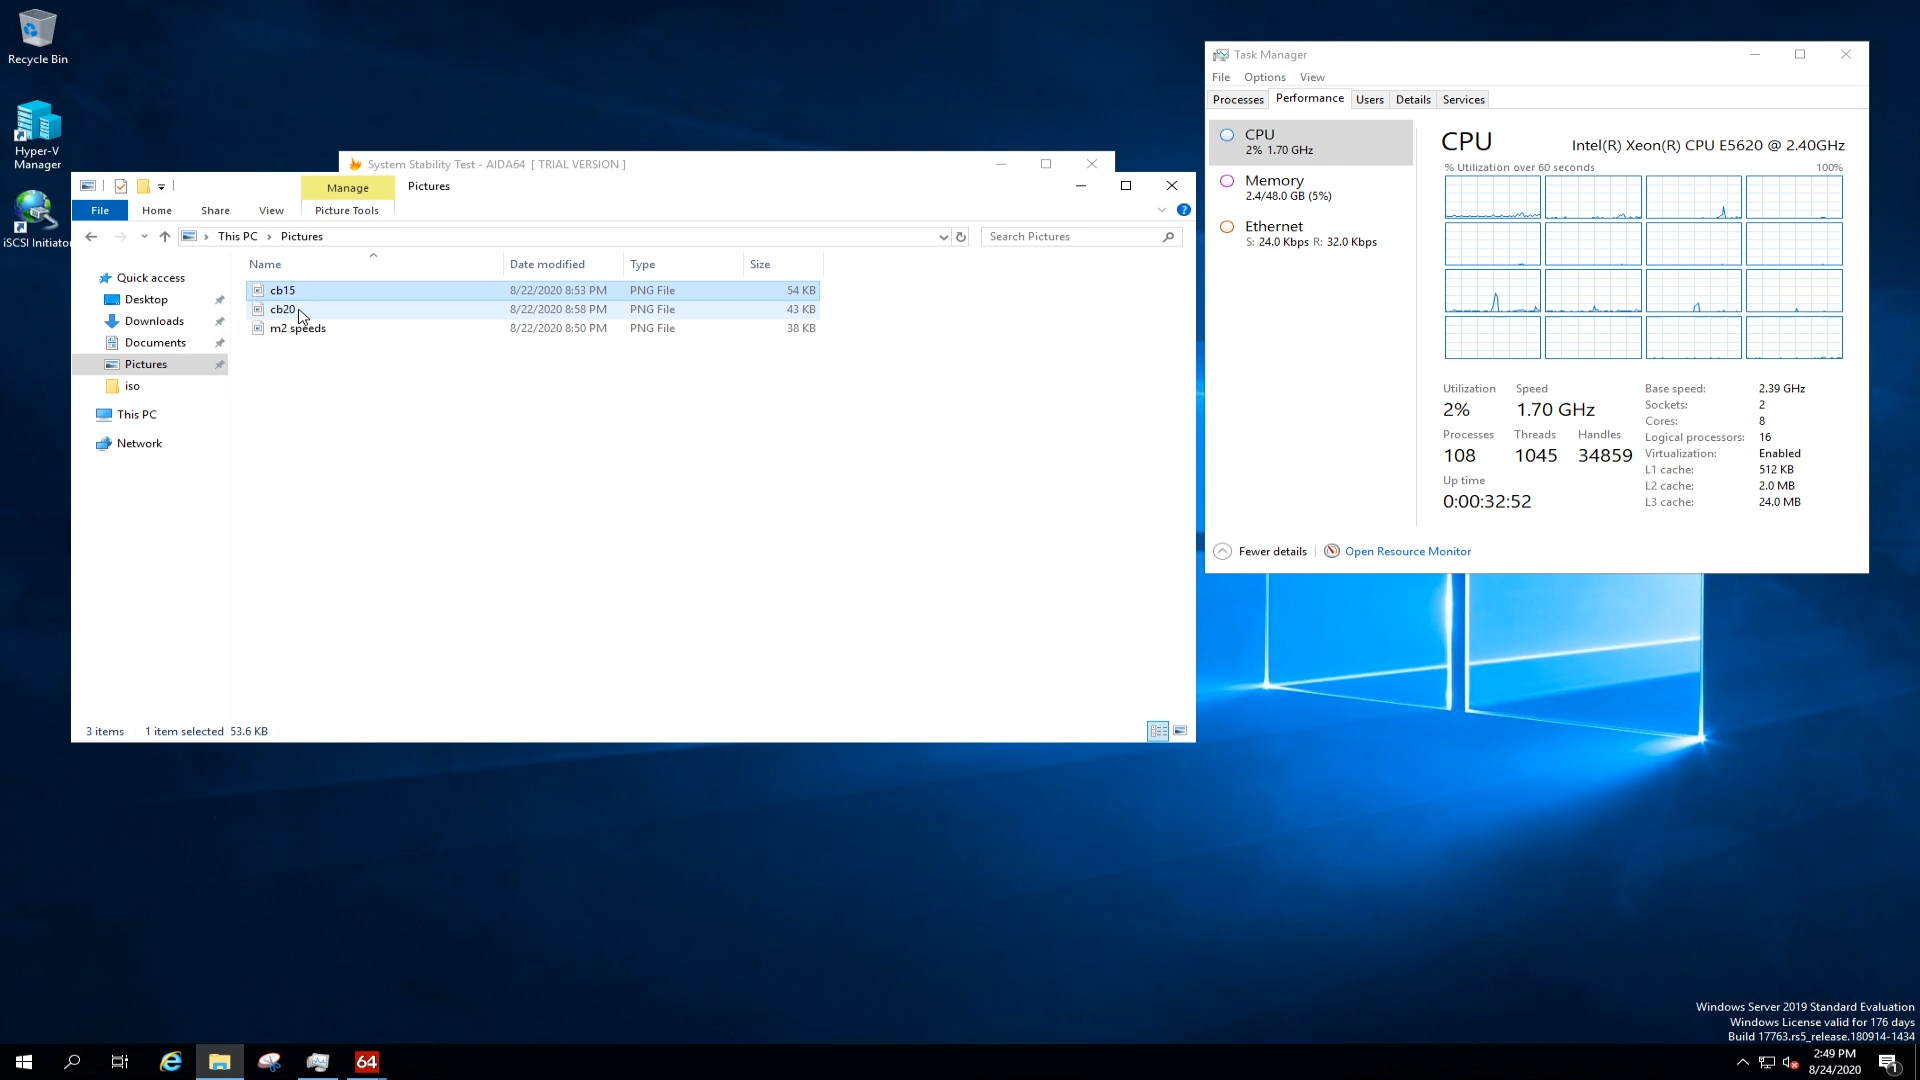 Recycle Bin
Hyper-V
Manager
iSCSI Initiator
System Stability Test - AIDA64 [ TRIAL VERSION ]
Manage
Pictures
File
Home
Share
View
Picture Tools
This PC > Pictures
Search Pictures
Name
Date modified
Type
Size
cb15 8/22/2020 8:53 PM PNG File 54 KB
cb20 8/22/2020 8:58 PM PNG File 43 KB
m2 speeds 8/22/2020 8:50 PM PNG File 38 KB
Quick access
Desktop
Downloads
Documents
Pictures
iso
This PC
Network
3 items 1 item selected 53.6 KB
Task Manager
File Options View
Processes Performance Users Details Services
CPU
2% 1.70 GHz
Memory
2.4/48.0 GB (5%)
Ethernet
S: 24.0 Kbps R: 32.0 Kbps
CPU
Intel(R) Xeon(R) CPU E5620 @ 2.40GHz
% Utilization over 60 seconds 100%
Utilization Speed
2% 1.70 GHz
Processes Threads Handles
108 1045 34859
Up time
0:00:32:52
Base speed: 2.39 GHz
Sockets: 2
Cores: 8
Logical processors: 16
Virtualization: Enabled
L1 cache: 512 KB
L2 cache: 2.0 MB
L3 cache: 24.0 MB
Fewer details Open Resource Monitor
Windows Server 2019 Standard Evaluation
Windows License valid for 176 days
Build 17763.rs5_release.180914-1434
64
2:49 PM
8/24/2020
1